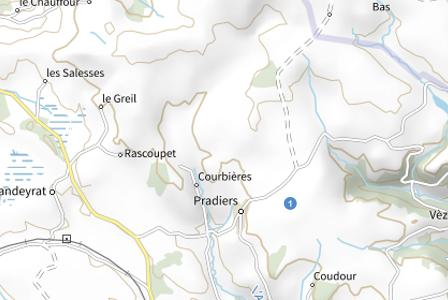 le Chauffour
Bas
les Salesses
le Greil
Rascoupet
Courbières
andeyrat
Pradiers
1
Vèz
Coudour